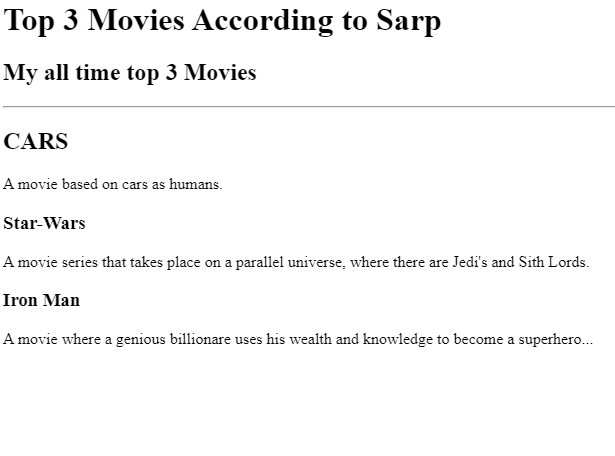 Top 3 Movies According to Sarp
My all time top 3 Movies
CARS
A movie based on cars as humans.
Star-Wars
A movie series that takes place on a parallel universe, where there are Jedi's and Sith Lords.
Iron Man
A movie where a genious billionare uses his wealth and knowledge to become a superhero...